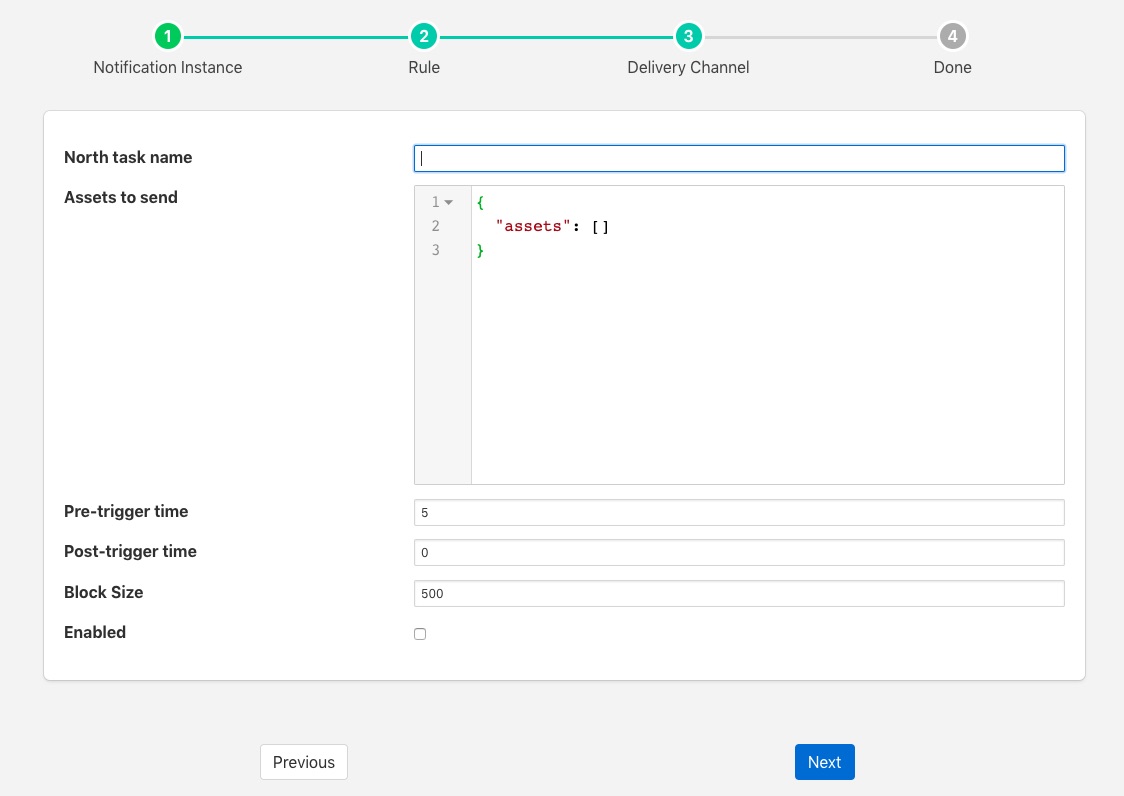 1 2 3 4
Notification Instance Rule Delivery Channel Done
North task name
Assets to send
1 {
2 "assets": []
3 }
Pre-trigger time 5
Post-trigger time 0
Block Size 500
Enabled
Previous Next